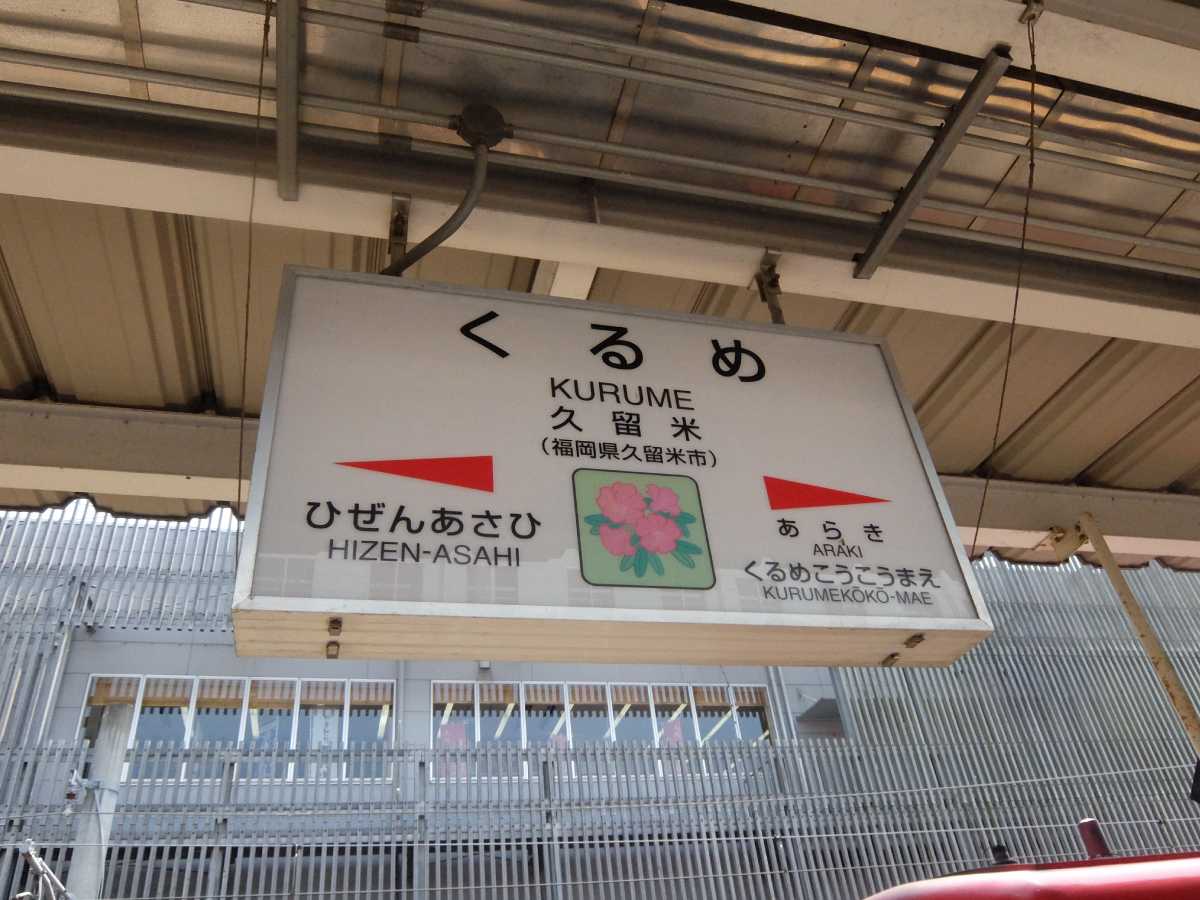 くるめ
KURUME
久留米
（福岡県久留米市）
ひぜんあさひ
HIZEN-ASAHI
あらき
ARAKI
くるめこうこうまえ
KURUMEKŌKŌ-MAE